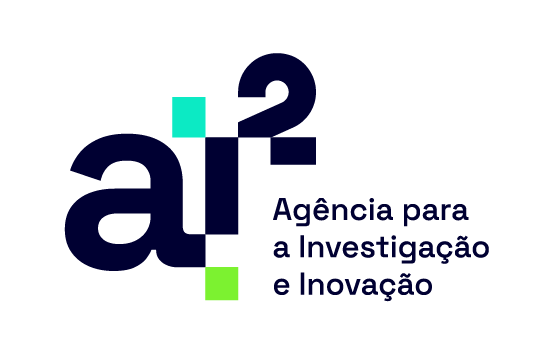 ai²
Agência para
a Investigação
e Inovação